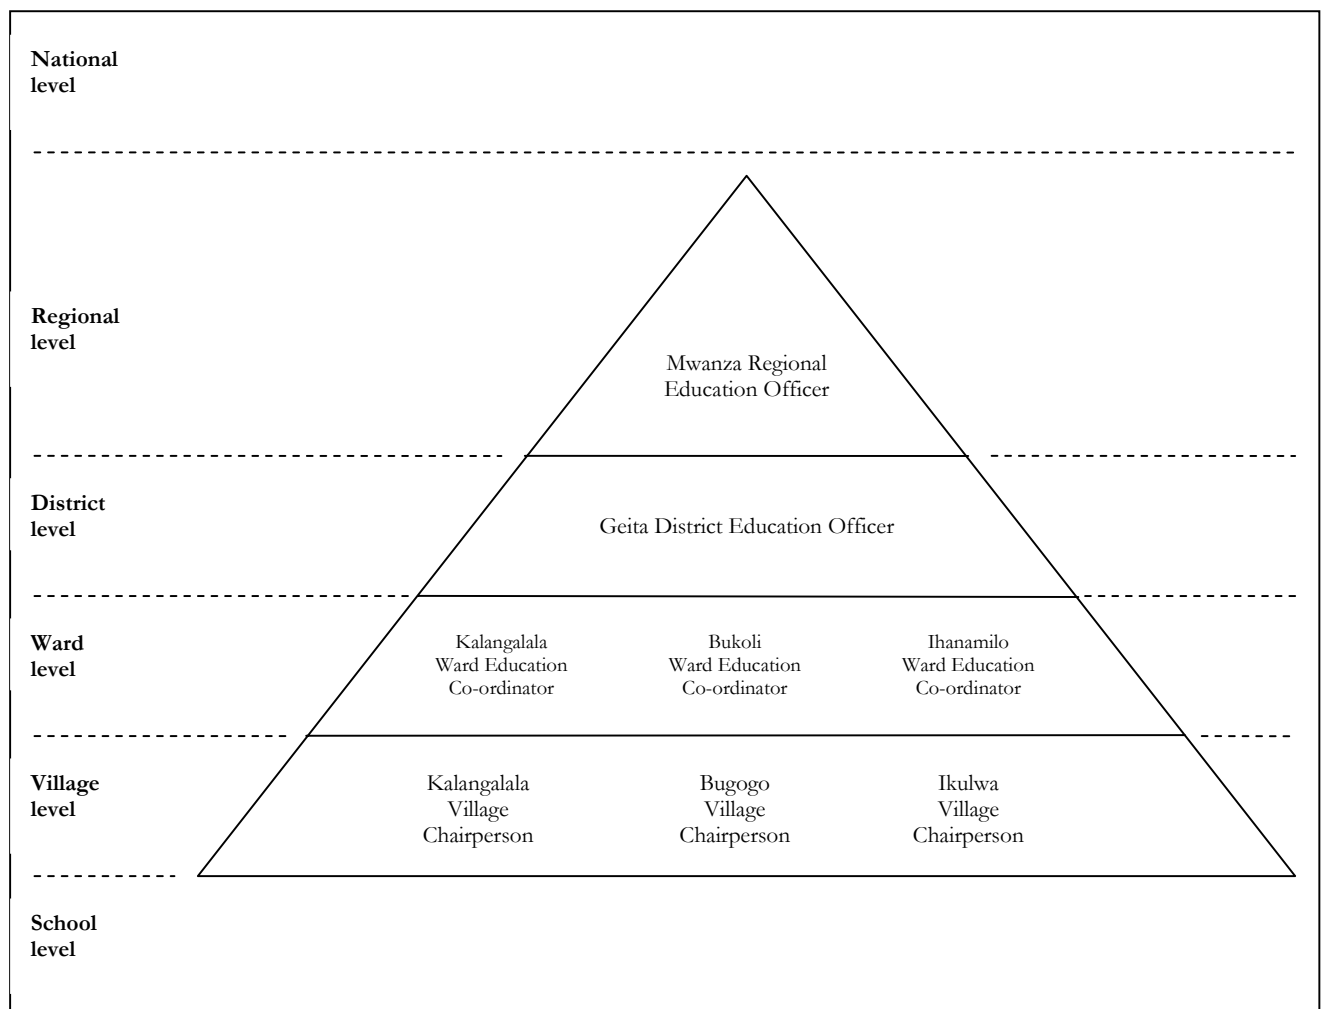 National
level
Regional
level
Mwanza Regional
Education Officer
District
level
Geita District Education Officer
Ward
level
Kalangalala
Ward Education
Co-ordinator
Bukoli
Ward Education
Co-ordinator
Ihanamilo
Ward Education
Co-ordinator
Village
level
Kalangalala
Village
Chairperson
Bugogo
Village
Chairperson
Ikulwa
Village
Chairperson
School
level